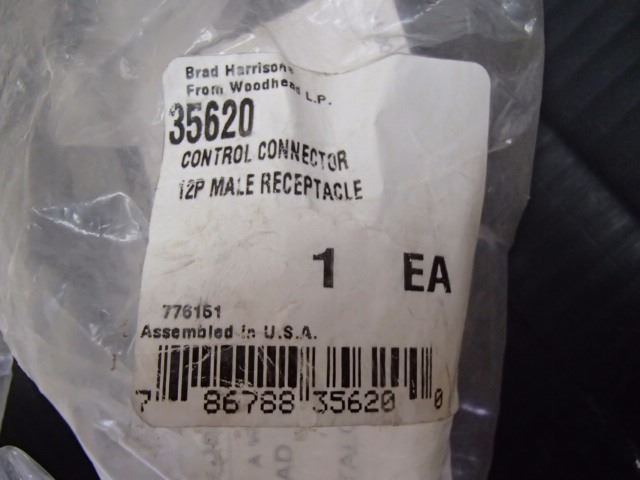 Brad Harrison®
From Woodhead L.P.
35620
CONTROL CONNECTOR
12P MALE RECEPTACLE
1 EA
776151
Assembled in U.S.A.
7 86788 35620 0